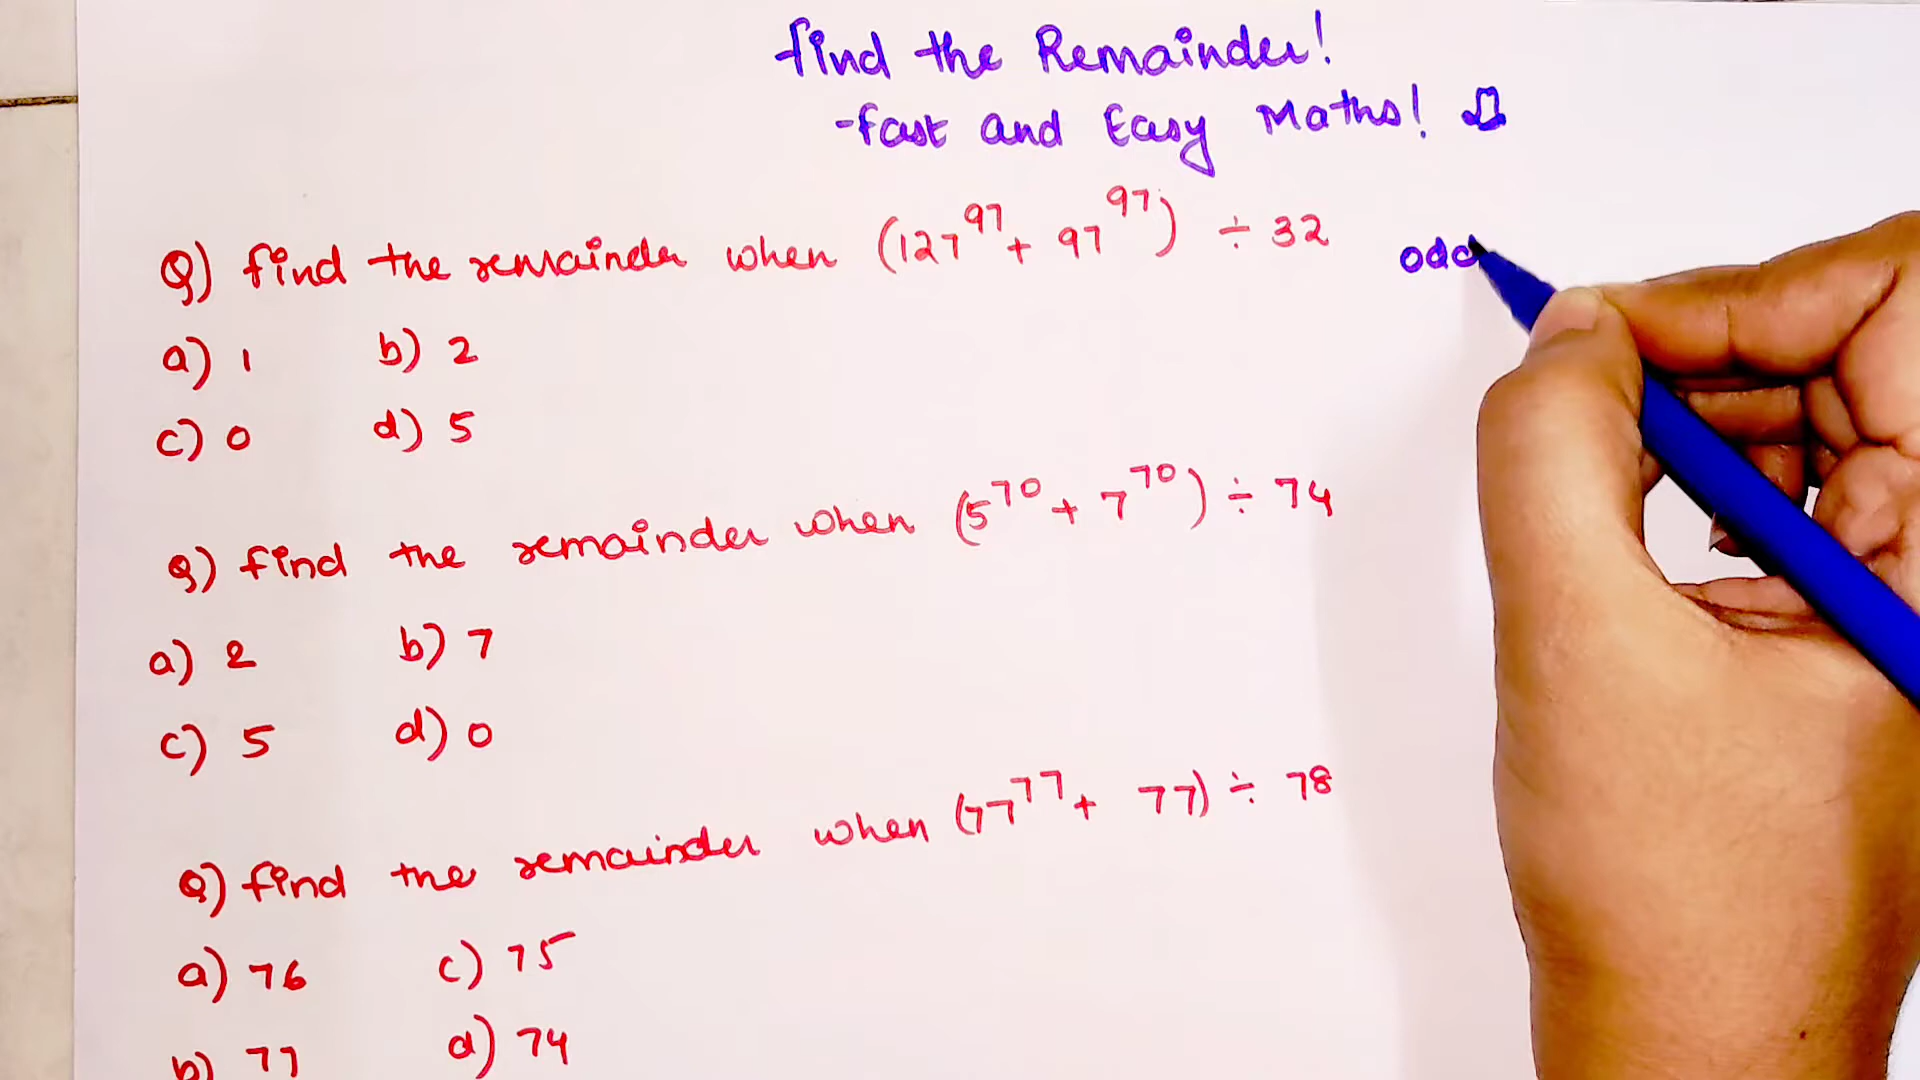 Find the Remainder!
-Fast and Easy Maths!
Q) Find the remainder when (127^97 + 97^97) ÷ 32
odd
a) 1 b) 2
c) 0 d) 5
Q) Find the remainder when (5^70 + 7^70) ÷ 74
a) 2 b) 7
c) 5 d) 0
Q) Find the remainder when (77^77 + 77) ÷ 78
a) 76 c) 75
b) 77 d) 74